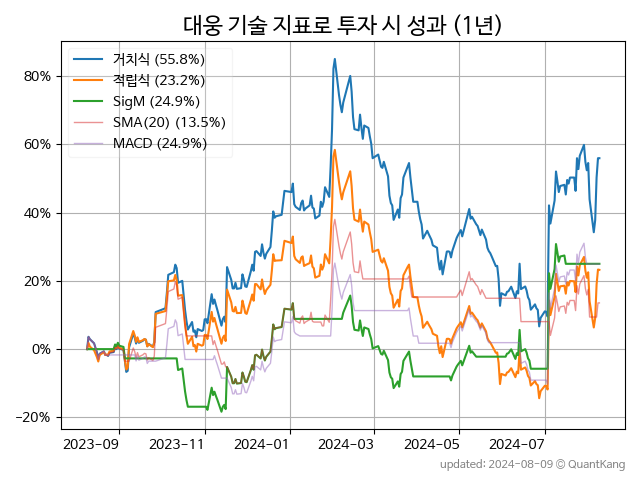 대웅 기술 지표로 투자 시 성과 (1년)
거치식 (55.8%)
적립식 (23.2%)
SigM (24.9%)
SMA(20) (13.5%)
MACD (24.9%)
80%
60%
40%
20%
0%
−20%
2023-09 2023-11 2024-01 2024-03 2024-05 2024-07
updated: 2024-08-09 © QuantKang